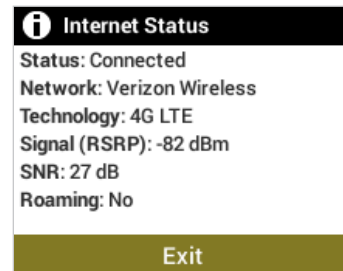 Internet Status
Status: Connected
Network: Verizon Wireless
Technology: 4G LTE
Signal (RSRP): -82 dBm
SNR: 27 dB
Roaming: No
Exit